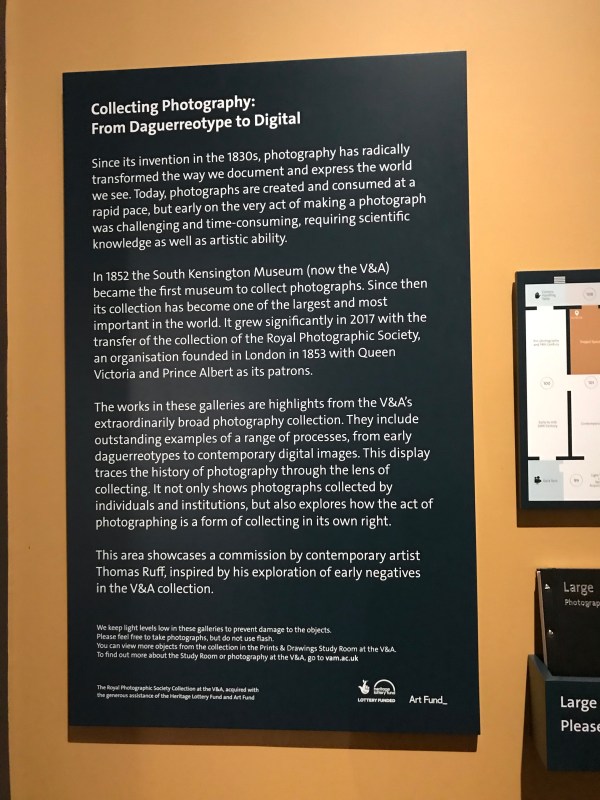 Collecting Photography:
From Daguerreotype to Digital
Since its invention in the 1830s, photography has radically
transformed the way we document and express the world
we see. Today, photographs are created and consumed at a
rapid pace, but early on the very act of making a photograph
was challenging and time-consuming, requiring scientific
knowledge as well as artistic ability.
In 1852 the South Kensington Museum (now the V&A)
became the first museum to collect photographs. Since then
its collection has become one of the largest and most
important in the world. It grew significantly in 2017 with the
transfer of the collection of the Royal Photographic Society,
an organisation founded in London in 1853 with Queen
Victoria and Prince Albert as its patrons.
The works in these galleries are highlights from the V&A's
extraordinarily broad photography collection. They include
outstanding examples of a range of processes, from early
daguerreotypes to contemporary digital images. This display
traces the history of photography through the lens of
collecting. It not only shows photographs collected by
individuals and institutions, but also explores how the act of
photographing is a form of collecting in its own right.
This area showcases a commission by contemporary artist
Thomas Ruff, inspired by his exploration of early negatives
in the V&A collection.
We keep light levels low in these galleries to prevent damage to the objects.
Please feel free to take photographs, but do not use flash.
You can view more objects from the collection in the Prints & Drawings Study Room at the V&A.
To find out more about the Study Room or photography at the V&A, go to vam.ac.uk
The Royal Photographic Society Collection at the V&A, acquired with
the generous assistance of the Heritage Lottery Fund and Art Fund
heritage
lottery fund
LOTTERY FUNDED
Art Fund_
Large
Photograp
Large
Please